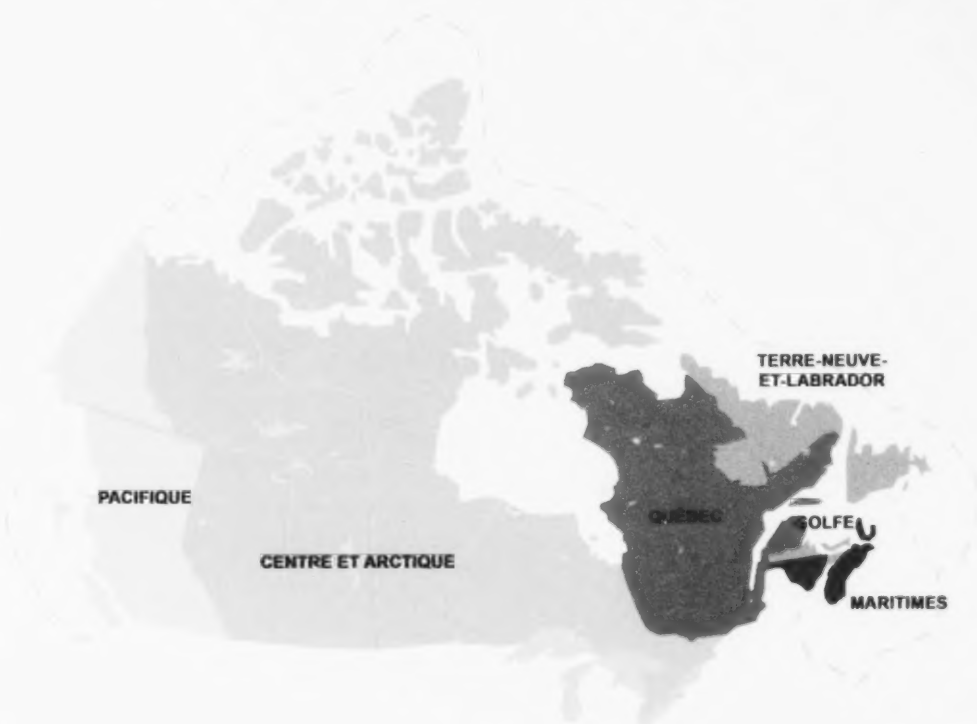 TERRE-NEUVE-
ET-LABRADOR
PACIFIQUE
QUÉBEC
GOLFE
CENTRE ET ARCTIQUE
MARITIMES